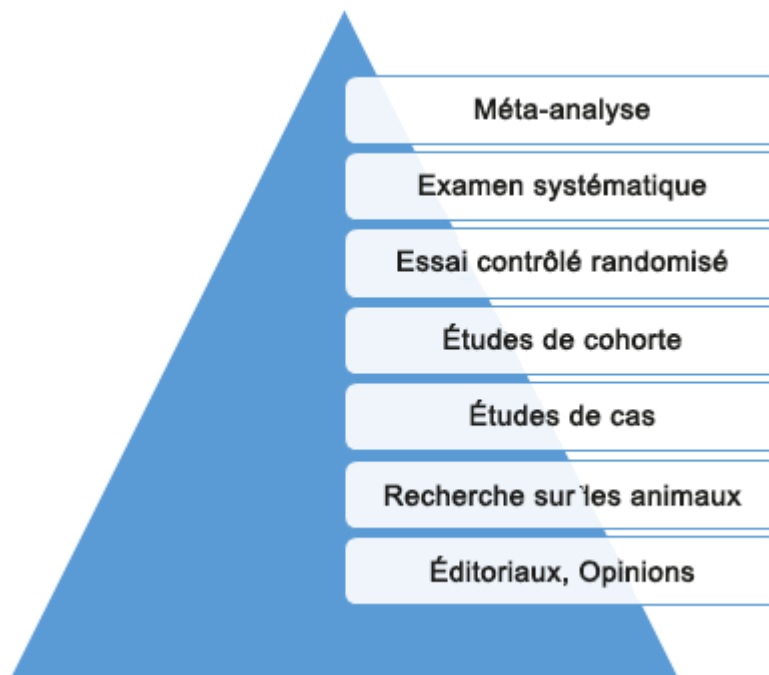 Méta-analyse
Examen systématique
Essai contrôlé randomisé
Études de cohorte
Études de cas
Recherche sur les animaux
Éditoriaux, Opinions